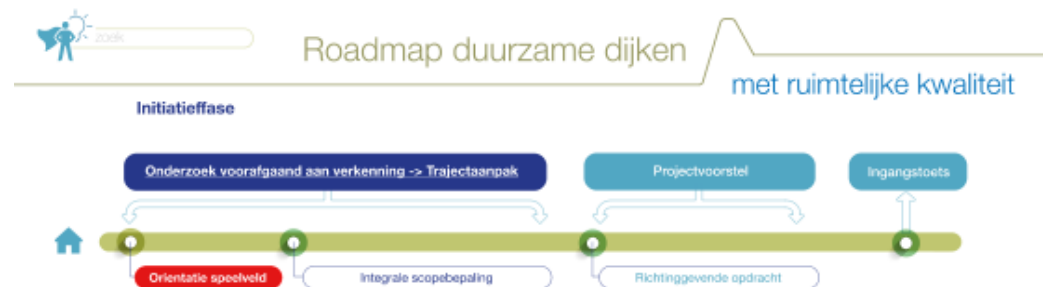 zoek
Roadmap duurzame dijken
met ruimtelijke kwaliteit
Initiatieffase
Onderzoek voorafgaand aan verkenning -> Trajectaanpak
Projectvoorstel
Ingangstoets
Orientatie speelveld
Integrale scopebepaling
Richtinggevende opdracht